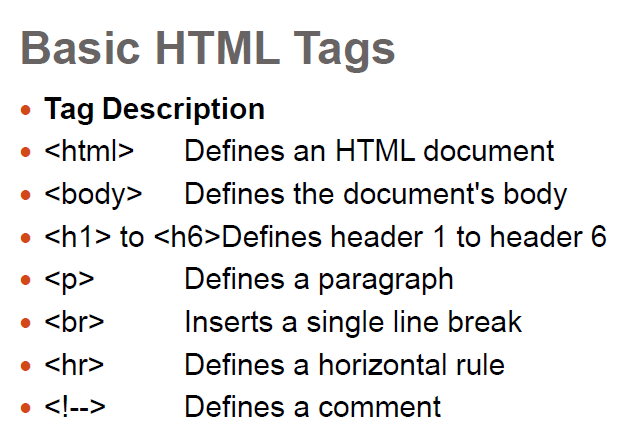 Basic HTML Tags
• Tag Description
• <html> Defines an HTML document
• <body> Defines the document's body
• <h1> to <h6>Defines header 1 to header 6
• <p> Defines a paragraph
• <br> Inserts a single line break
• <hr> Defines a horizontal rule
• <!--> Defines a comment